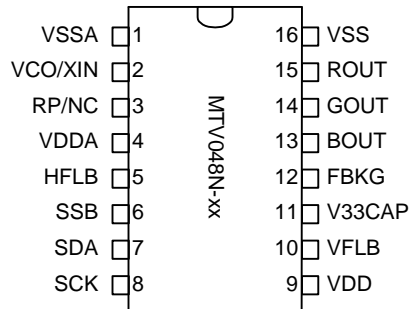 VSSA 1 16 VSS
VCO/XIN 2 15 ROUT
RP/NC 3 14 GOUT
VDDA 4 13 BOUT
HFLB 5 12 FBKG
SSB 6 11 V33CAP
SDA 7 10 VFLB
SCK 8 9 VDD
MTV048N-xx